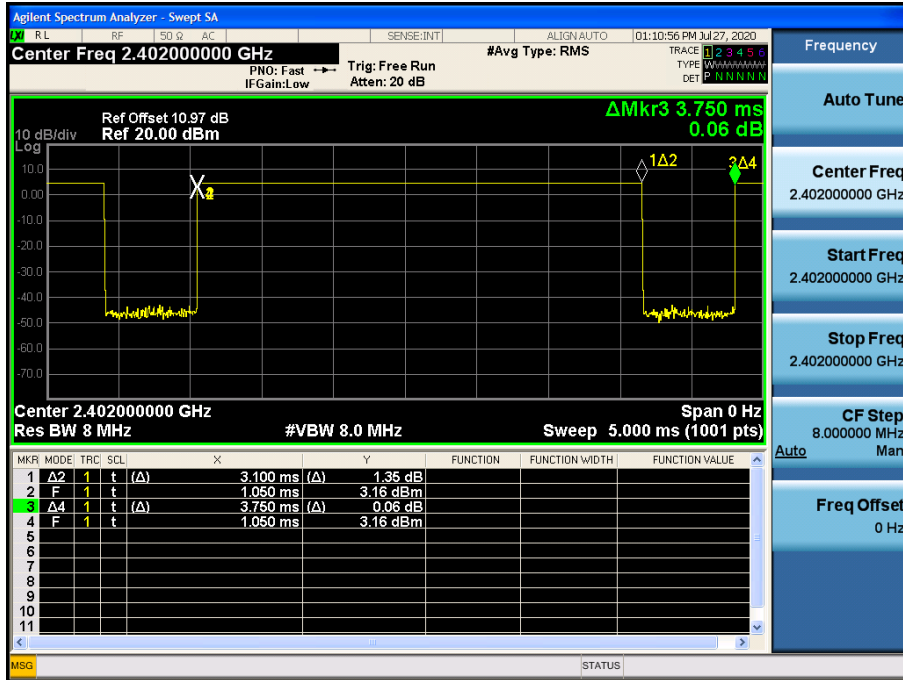 Agilent Spectrum Analyzer - Swept SA
LXI RL RF 50 Ω AC SENSE:INT ALIGN AUTO 01:10:56 PM Jul 27, 2020
Center Freq 2.402000000 GHz #Avg Type: RMS TRACE 1 2 3 4 5 6
PNO: Fast Trig: Free Run TYPE WWWWWW
IFGain:Low Atten: 20 dB DET P N N N N N
Ref Offset 10.97 dB ΔMkr3 3.750 ms
10 dB/div Ref 20.00 dBm 0.06 dB
Log
1Δ2 3Δ4
10.0
0.00
-10.0
-20.0
-30.0
-40.0
-50.0
-60.0
-70.0
Center 2.402000000 GHz Span 0 Hz
Res BW 8 MHz #VBW 8.0 MHz Sweep 5.000 ms (1001 pts)
MKR MODE TRC SCL X Y FUNCTION FUNCTION WIDTH FUNCTION VALUE
1 Δ2 1 t (Δ) 3.100 ms (Δ) 1.35 dB
2 F 1 t 1.050 ms 3.16 dBm
3 Δ4 1 t (Δ) 3.750 ms (Δ) 0.06 dB
4 F 1 t 1.050 ms 3.16 dBm
5
6
7
8
9
10
11
MSG STATUS
Frequency
Auto Tune
Center Freq
2.402000000 GHz
Start Freq
2.402000000 GHz
Stop Freq
2.402000000 GHz
CF Step
8.000000 MHz
Auto Man
Freq Offset
0 Hz